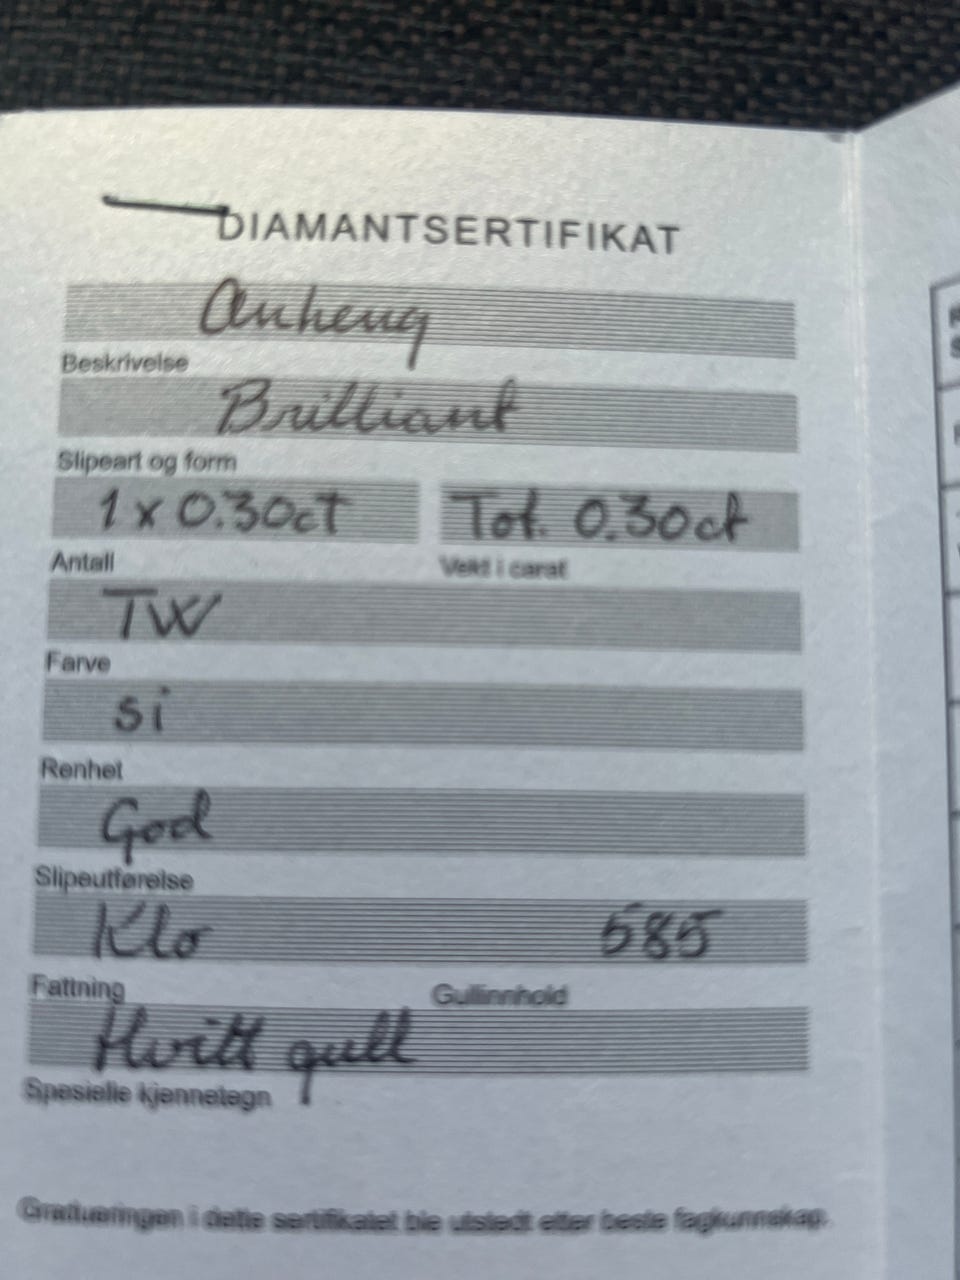 DIAMANTSERTIFIKAT
Anheng
Beskrivelse
Brilliant
Slipeart og form
1 x 0.30ct Tot. 0.30ct
Antall Vekt i carat
TW
Farve
si
Renhet
God
Slipeutførelse
Klo 585
Fattning Gullinnhold
Hvitt gull
Spesielle kjennetegn
Gradueringen i dette sertifikatet ble utstedt etter beste fagkunnskap.